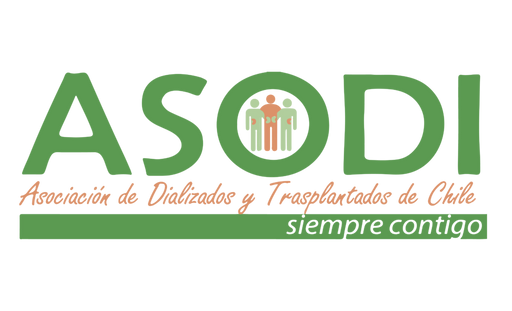 ASODI
Asociación de Dializados y Trasplantados de Chile
siempre contigo